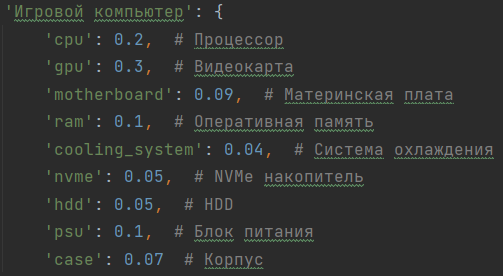 'Игровой компьютер': {
'cpu': 0.2,  # Процессор
'gpu': 0.3,  # Видеокарта
'motherboard': 0.09,  # Материнская плата
'ram': 0.1,  # Оперативная память
'cooling_system': 0.04,  # Система охлаждения
'nvme': 0.05,  # NVMe накопитель
'hdd': 0.05,  # HDD
'psu': 0.1,  # Блок питания
'case': 0.07  # Корпус